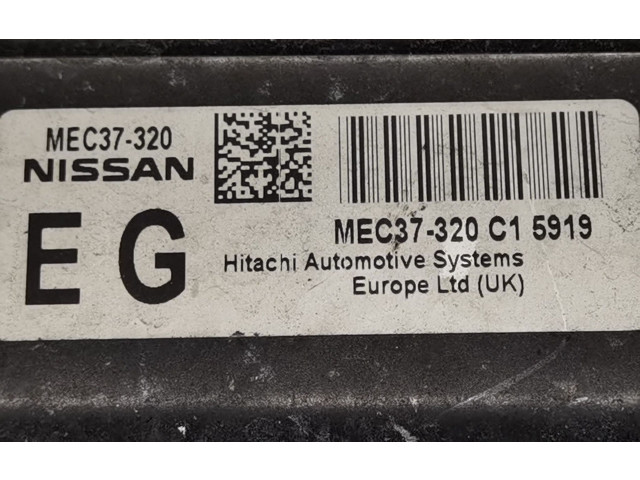 MEC37-320
NISSAN
E G
MEC37-320 C1 5919
Hitachi Automotive Systems
Europe Ltd (UK)